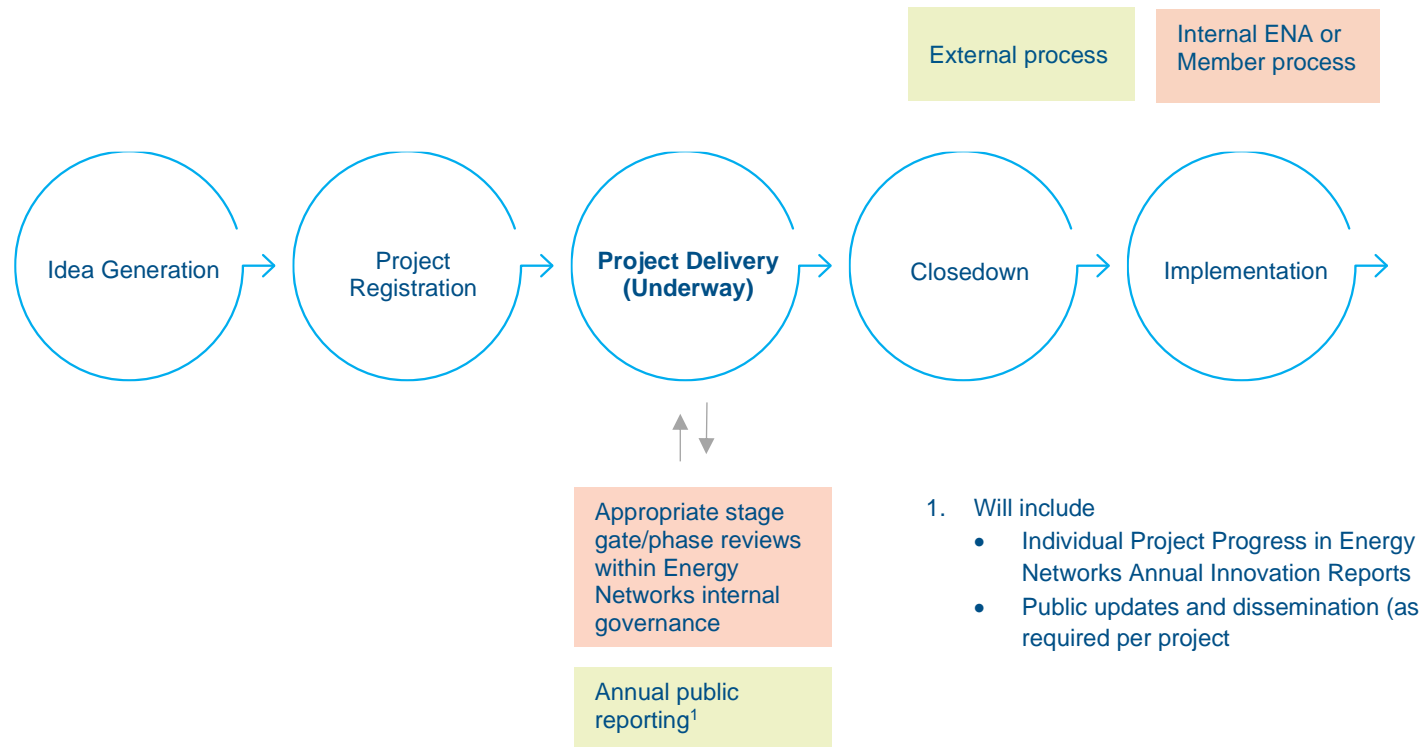 External process
Internal ENA or
Member process
Idea Generation
Project
Registration
Project Delivery
(Underway)
Closedown
Implementation
Appropriate stage
gate/phase reviews
within Energy
Networks internal
governance
Annual public
reporting1
1. Will include
• Individual Project Progress in Energy
Networks Annual Innovation Reports
• Public updates and dissemination (as
required per project